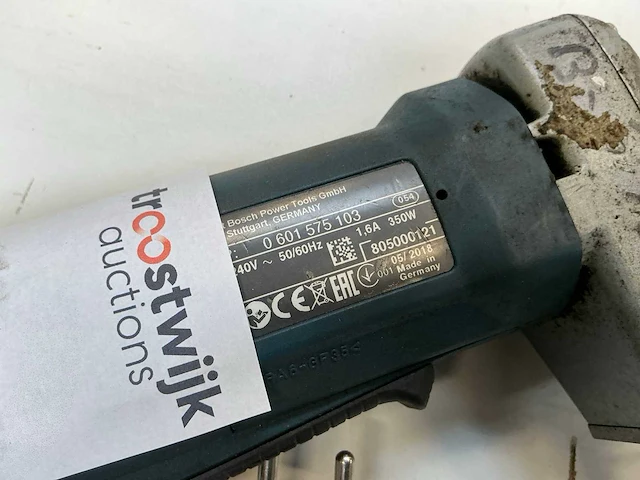 troostwijk
auctions
Bosch Power Tools GmbH
Stuttgart, GERMANY
054
0 601 575 103
240V ~ 50/60Hz
1,6A 350W
805000121
05/2018
001 Made in
Germany
CE
EAC